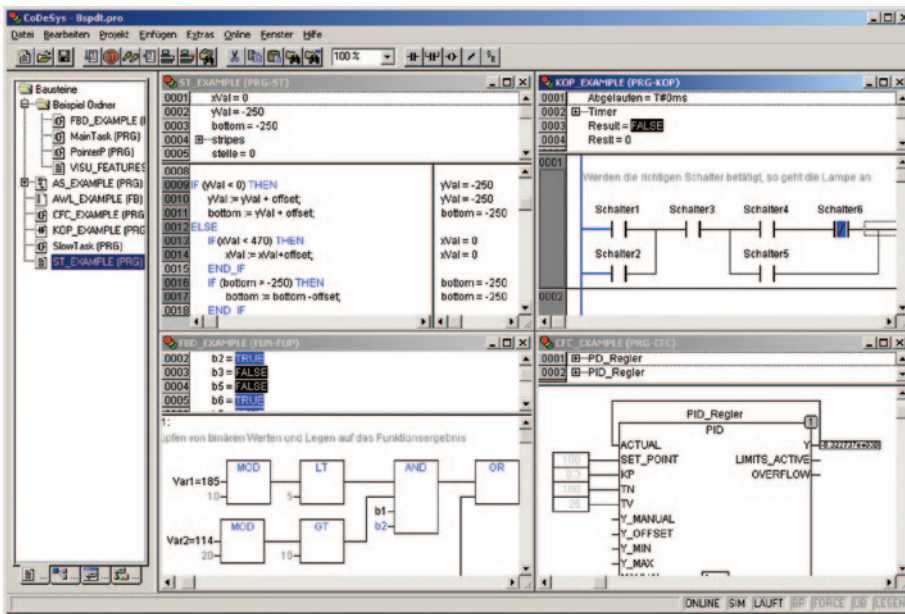 CoDeSys - Bspdt.pro
Datei Bearbeiten Projekt Einfügen Extras Online Fenster Hilfe
100 %
Bausteine
Beispiel Ordner
FBD_EXAMPLE (
MainTask (PRG)
PointerP (PRG)
VISU_FEATURES
AS_EXAMPLE (PRG)
AWL_EXAMPLE (FB)
CFC_EXAMPLE (PRG
KOP_EXAMPLE (PRG
SlowTask (PRG)
ST_EXAMPLE (PRG)
ST_EXAMPLE (PRG-ST)
0001 xVal = 0
0002 yVal = -250
0003 bottom = -250
0004 stripes
0005 stelle = 0
0008
0009 IF (yVal < 0) THEN yVal = -250
0010 yVal := yVal + offset; yVal = -250
0011 bottom := yVal + offset; bottom = -250
0012 ELSE
0013 IF(xVal < 470) THEN xVal = 0
0014 xVal := xVal+offset; xVal = 0
0015 END_IF
0016 IF (bottom > -250) THEN bottom = -250
0017 bottom := bottom -offset; bottom = -250
0018 END_IF
KOP_EXAMPLE (PRG-KOP)
0001 Abgelaufen = T#0ms
0002 Timer
0003 Result = FALSE
0004 Reslt = 0
0001
Werden die richtigen Schalter betätigt, so geht die Lampe an.
Schalter1 Schalter3 Schalter4 Schalter6
Schalter2 Schalter5
0002
FBD_EXAMPLE (FUN-FUP)
0002 b2 = TRUE
0003 b3 = FALSE
0004 b5 = FALSE
0005 b6 = TRUE
1:
üpfen von binären Werten und Legen auf das Funktionsergebnis
MOD LT AND OR
Var1=185
10 5
b1
b2
MOD GT
Var2=114
20 10
CFC_EXAMPLE (PRG-CFC)
0001 PD_Regler
0002 PID_Regler
PID_Regler
PID 1
ACTUAL Y
100 SET_POINT LIMITS_ACTIVE
0.3 KP OVERFLOW
100 TN
25 TV
Y_MANUAL
Y_OFFSET
Y_MIN
Y_MAX
ONLINE SIM LÄUFT BP FORCE UB LESEN